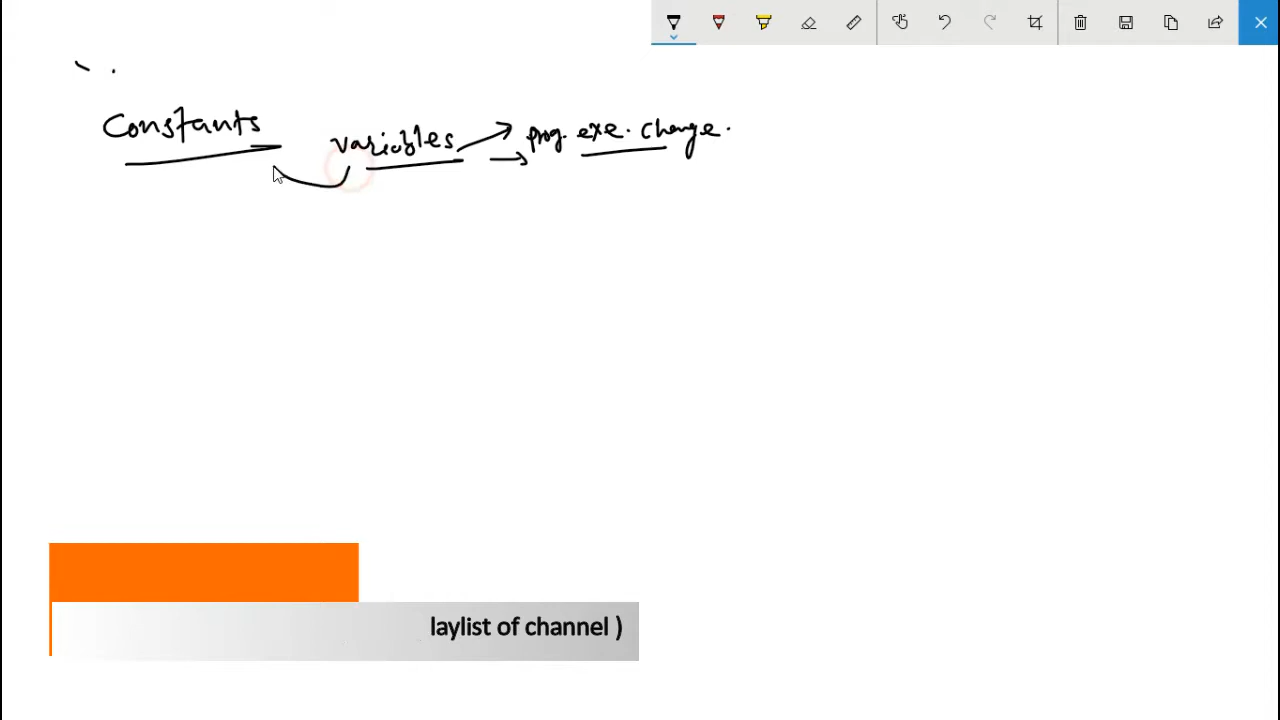 Constants variables → prog. exe. change.
laylist of channel )